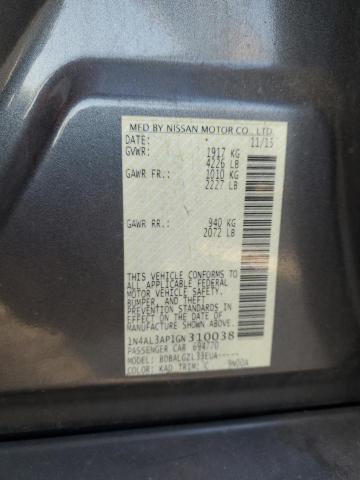 MFD BY NISSAN MOTOR CO., LTD.
DATE: 11/15
GVWR: 1917 KG
4226 LB
GAWR FR.: 1010 KG
2227 LB
GAWR RR.: 940 KG
2072 LB
THIS VEHICLE CONFORMS TO
ALL APPLICABLE FEDERAL
MOTOR VEHICLE SAFETY,
BUMPER, AND THEFT
PREVENTION STANDARDS IN
EFFECT ON THE DATE OF
MANUFACTURE SHOWN ABOVE.
1N4AL3AP1GN310038
PASSENGER CAR 694770
MODEL: BDBALGZL33EUA-----
COLOR: KAD TRIM: C 9N00A